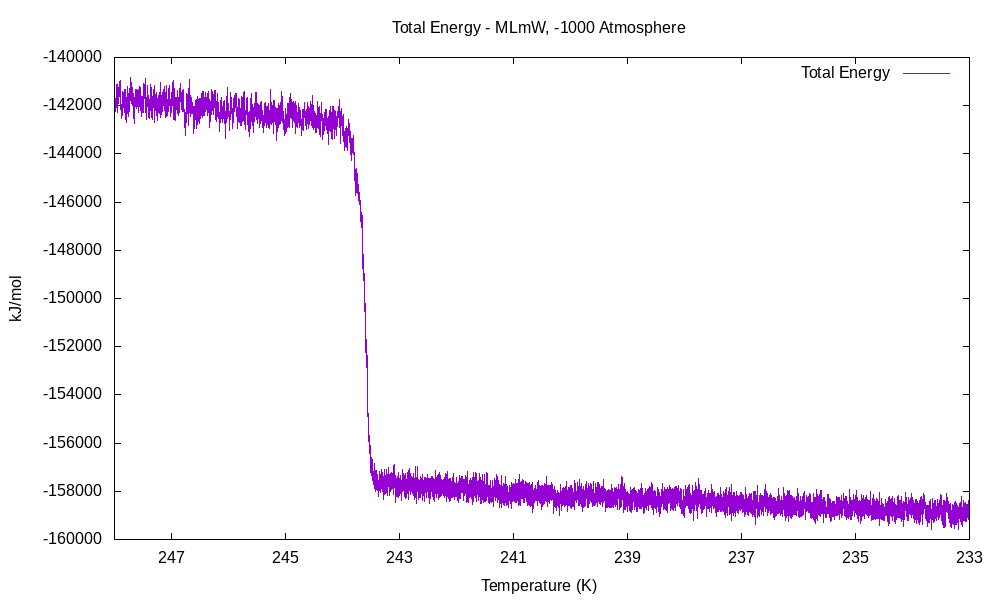 Total Energy - MLmW, -1000 Atmosphere
Total Energy
-140000
-142000
-144000
-146000
-148000
-150000
-152000
-154000
-156000
-158000
-160000
kJ/mol
247 245 243 241 239 237 235 233
Temperature (K)